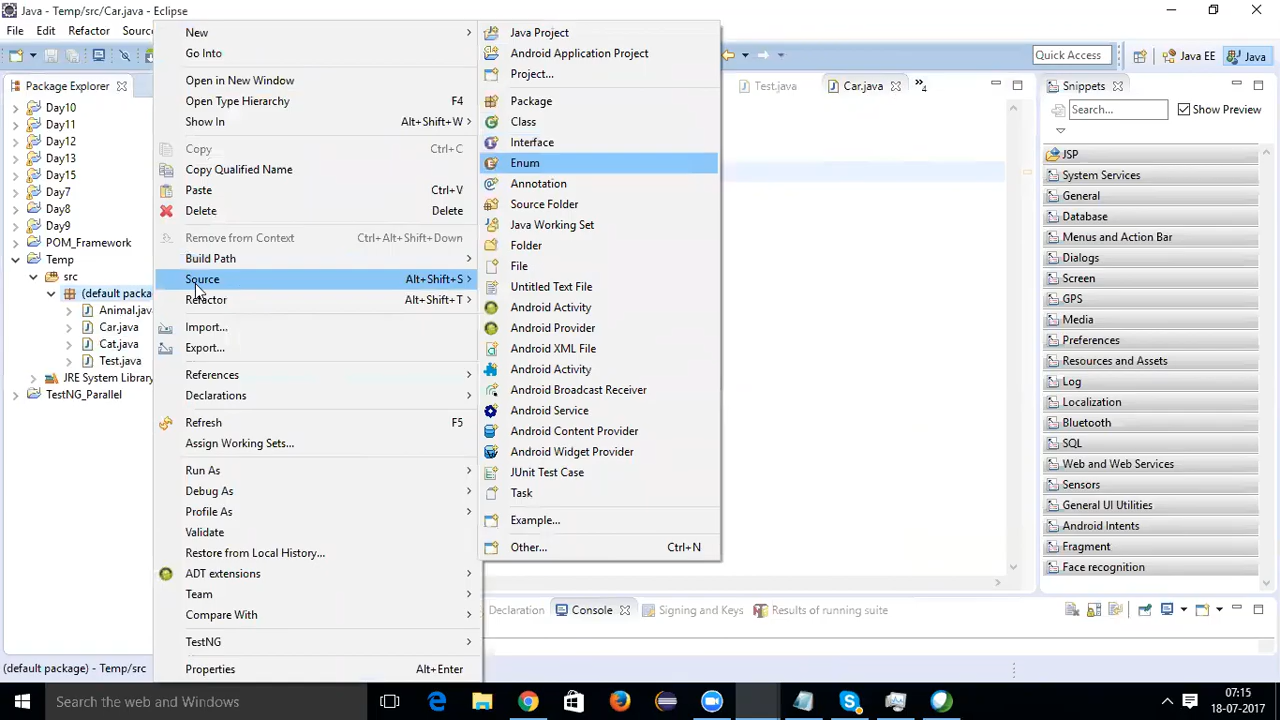 Java - Temp/src/Car.java - Eclipse
File Edit Refactor Sourc
Quick Access
Java EE
Java
Package Explorer
Day10
Day11
Day12
Day13
Day15
Day7
Day8
Day9
POM_Framework
Temp
src
(default packa
Animal.jav
Car.java
Cat.java
Test.java
JRE System Library
TestNG_Parallel
New
Go Into
Open in New Window
Open Type Hierarchy F4
Show In Alt+Shift+W
Copy Ctrl+C
Copy Qualified Name
Paste Ctrl+V
Delete Delete
Remove from Context Ctrl+Alt+Shift+Down
Build Path
Source Alt+Shift+S
Refactor Alt+Shift+T
Import...
Export...
References
Declarations
Refresh F5
Assign Working Sets...
Run As
Debug As
Profile As
Validate
Restore from Local History...
ADT extensions
Team
Compare With
TestNG
Properties Alt+Enter
Java Project
Android Application Project
Project...
Package
Class
Interface
Enum
Annotation
Source Folder
Java Working Set
Folder
File
Untitled Text File
Android Activity
Android Provider
Android XML File
Android Activity
Android Broadcast Receiver
Android Service
Android Content Provider
Android Widget Provider
JUnit Test Case
Task
Example...
Other... Ctrl+N
Test.java
Car.java
4
Snippets
Search...
Show Preview
JSP
System Services
General
Database
Menus and Action Bar
Dialogs
Screen
GPS
Media
Preferences
Resources and Assets
Log
Localization
Bluetooth
SQL
Web and Web Services
Sensors
General UI Utilities
Android Intents
Fragment
Face recognition
Declaration
Console
Signing and Keys
Results of running suite
(default package) - Temp/src
Search the web and Windows
07:15
18-07-2017